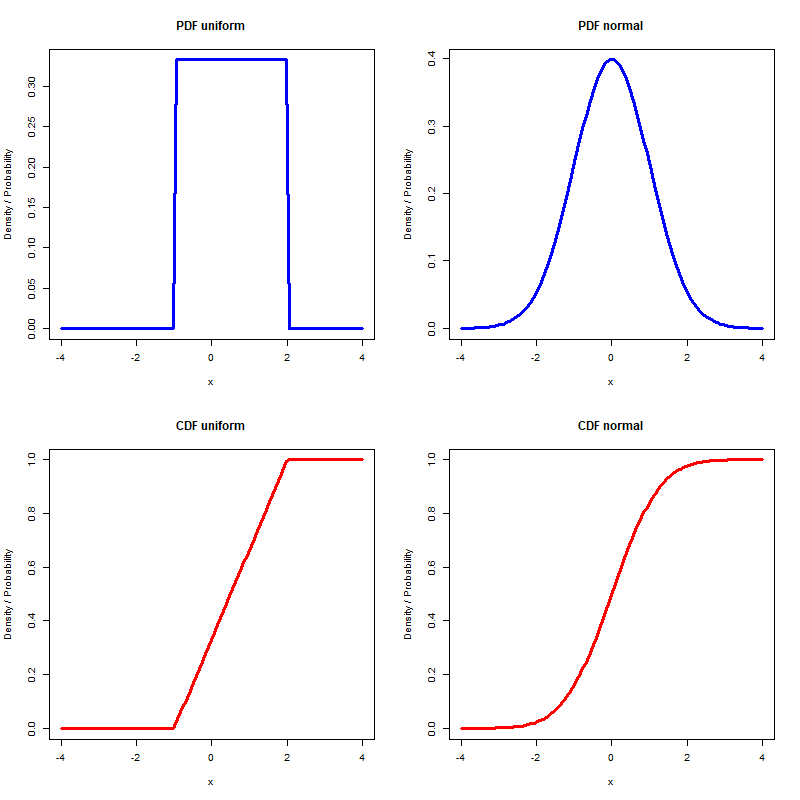 PDF uniform
Density / Probability
0.00 0.05 0.10 0.15 0.20 0.25 0.30
-4 -2 0 2 4
x
PDF normal
Density / Probability
0.0 0.1 0.2 0.3 0.4
-4 -2 0 2 4
x
CDF uniform
Density / Probability
0.0 0.2 0.4 0.6 0.8 1.0
-4 -2 0 2 4
x
CDF normal
Density / Probability
0.0 0.2 0.4 0.6 0.8 1.0
-4 -2 0 2 4
x